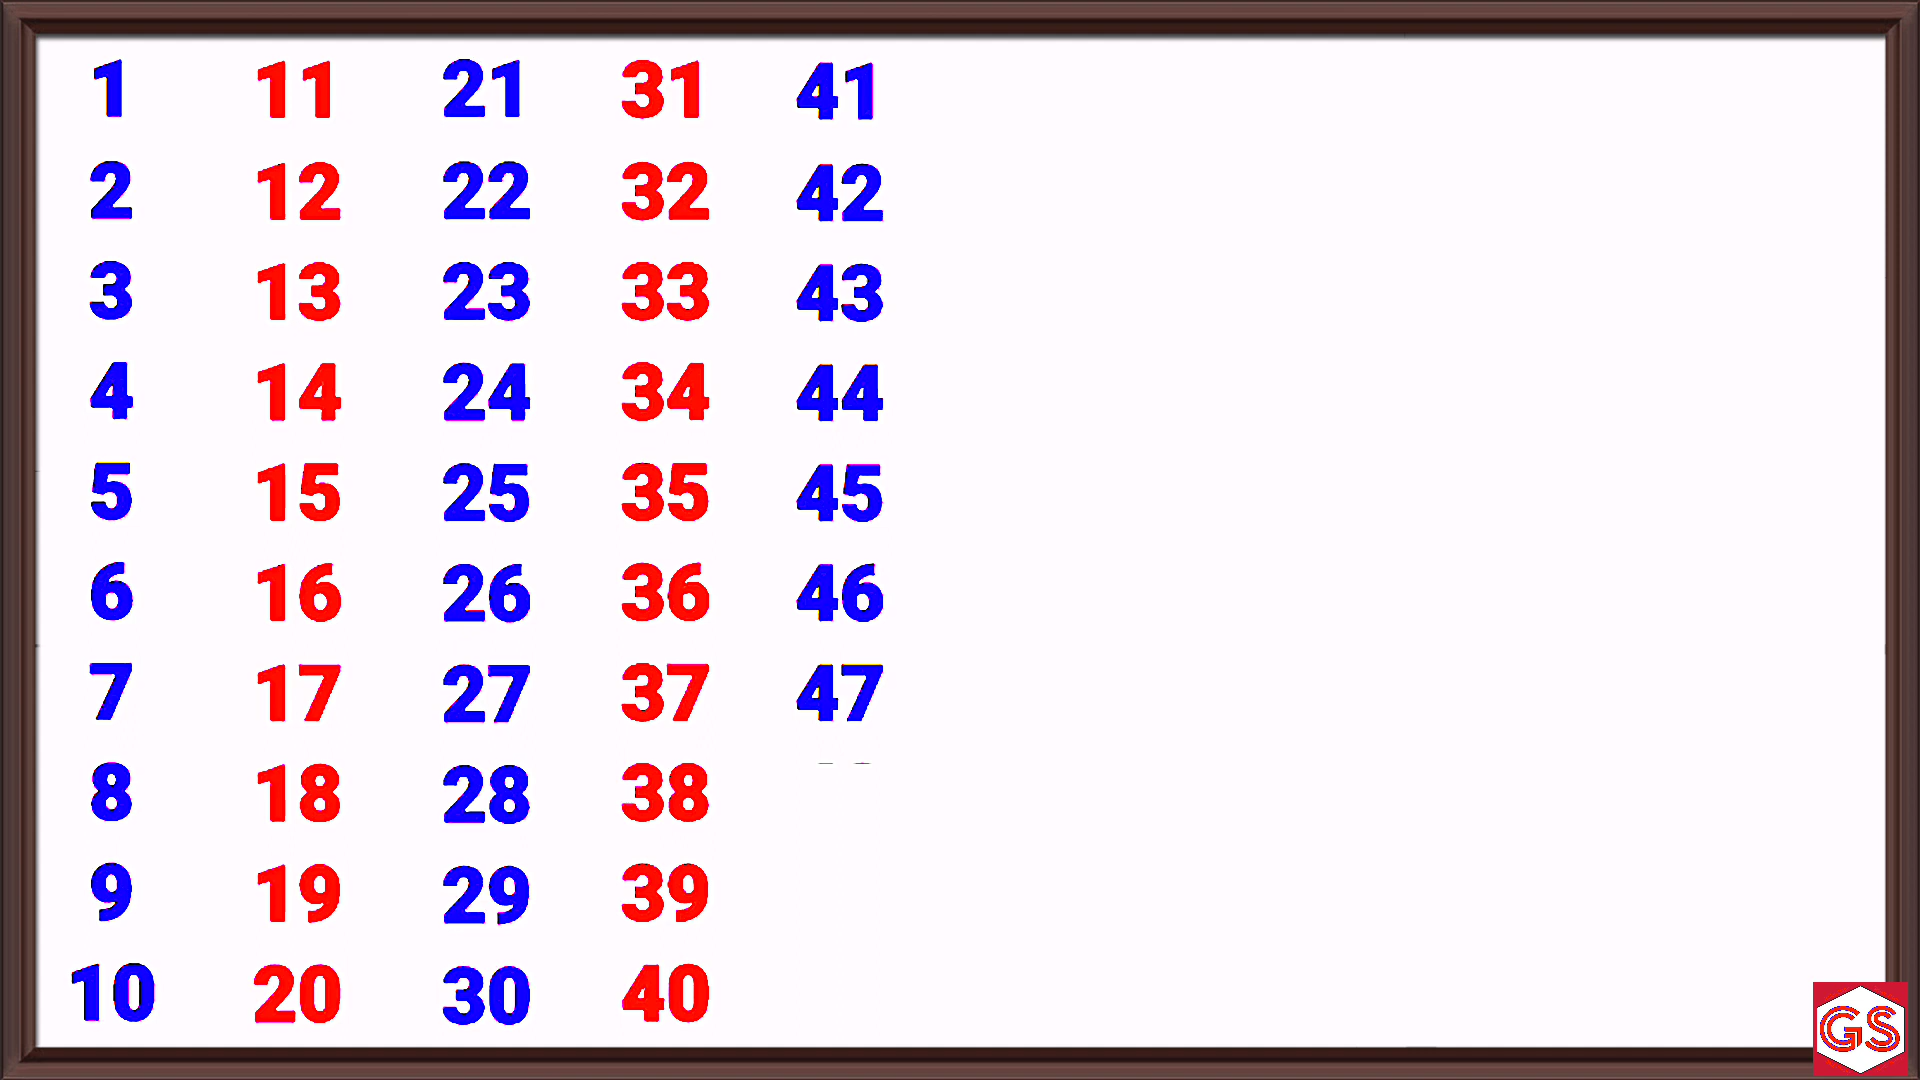 1 11 21 31 41
2 12 22 32 42
3 13 23 33 43
4 14 24 34 44
5 15 25 35 45
6 16 26 36 46
7 17 27 37 47
8 18 28 38
9 19 29 39
10 20 30 40
GS